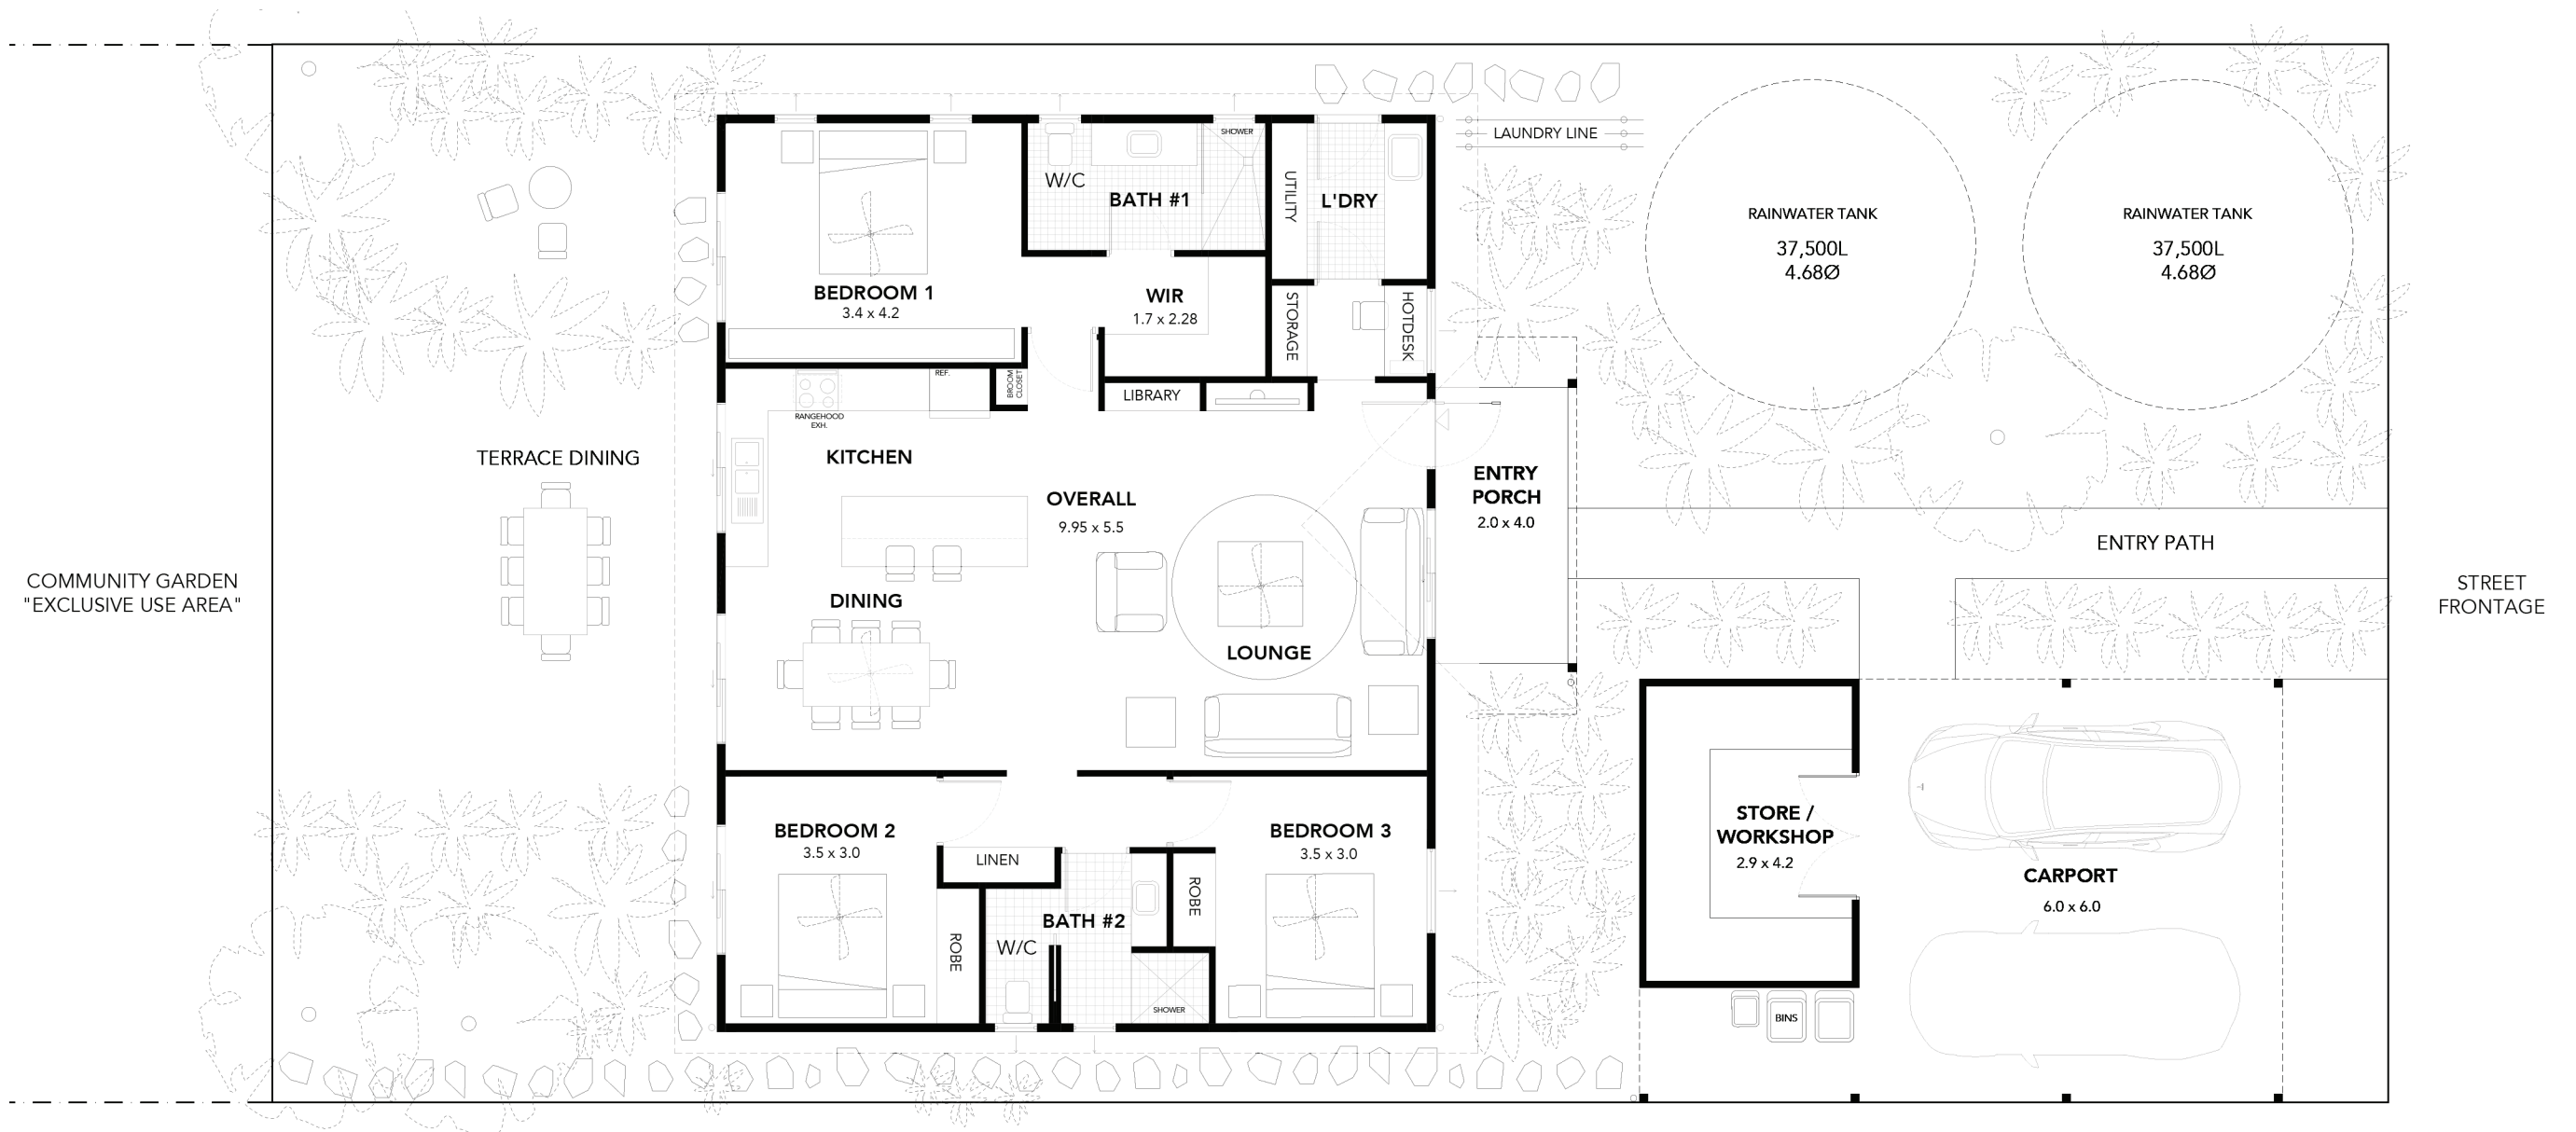 SHOWER
LAUNDRY LINE
W/C
BATH #1
UTILITY
L'DRY
RAINWATER TANK
37,500L
4.68Ø
RAINWATER TANK
37,500L
4.68Ø
BEDROOM 1
3.4 x 4.2
WIR
1.7 x 2.28
STORAGE
HOTDESK
REF.
BROOM
CLOSET
LIBRARY
RANGEHOOD
EXH.
TERRACE DINING
KITCHEN
OVERALL
9.95 x 5.5
ENTRY
PORCH
2.0 x 4.0
ENTRY PATH
COMMUNITY GARDEN
"EXCLUSIVE USE AREA"
STREET
FRONTAGE
DINING
LOUNGE
BEDROOM 2
3.5 x 3.0
LINEN
BEDROOM 3
3.5 x 3.0
STORE /
WORKSHOP
2.9 x 4.2
CARPORT
6.0 x 6.0
ROBE
BATH #2
W/C
ROBE
SHOWER
BINS